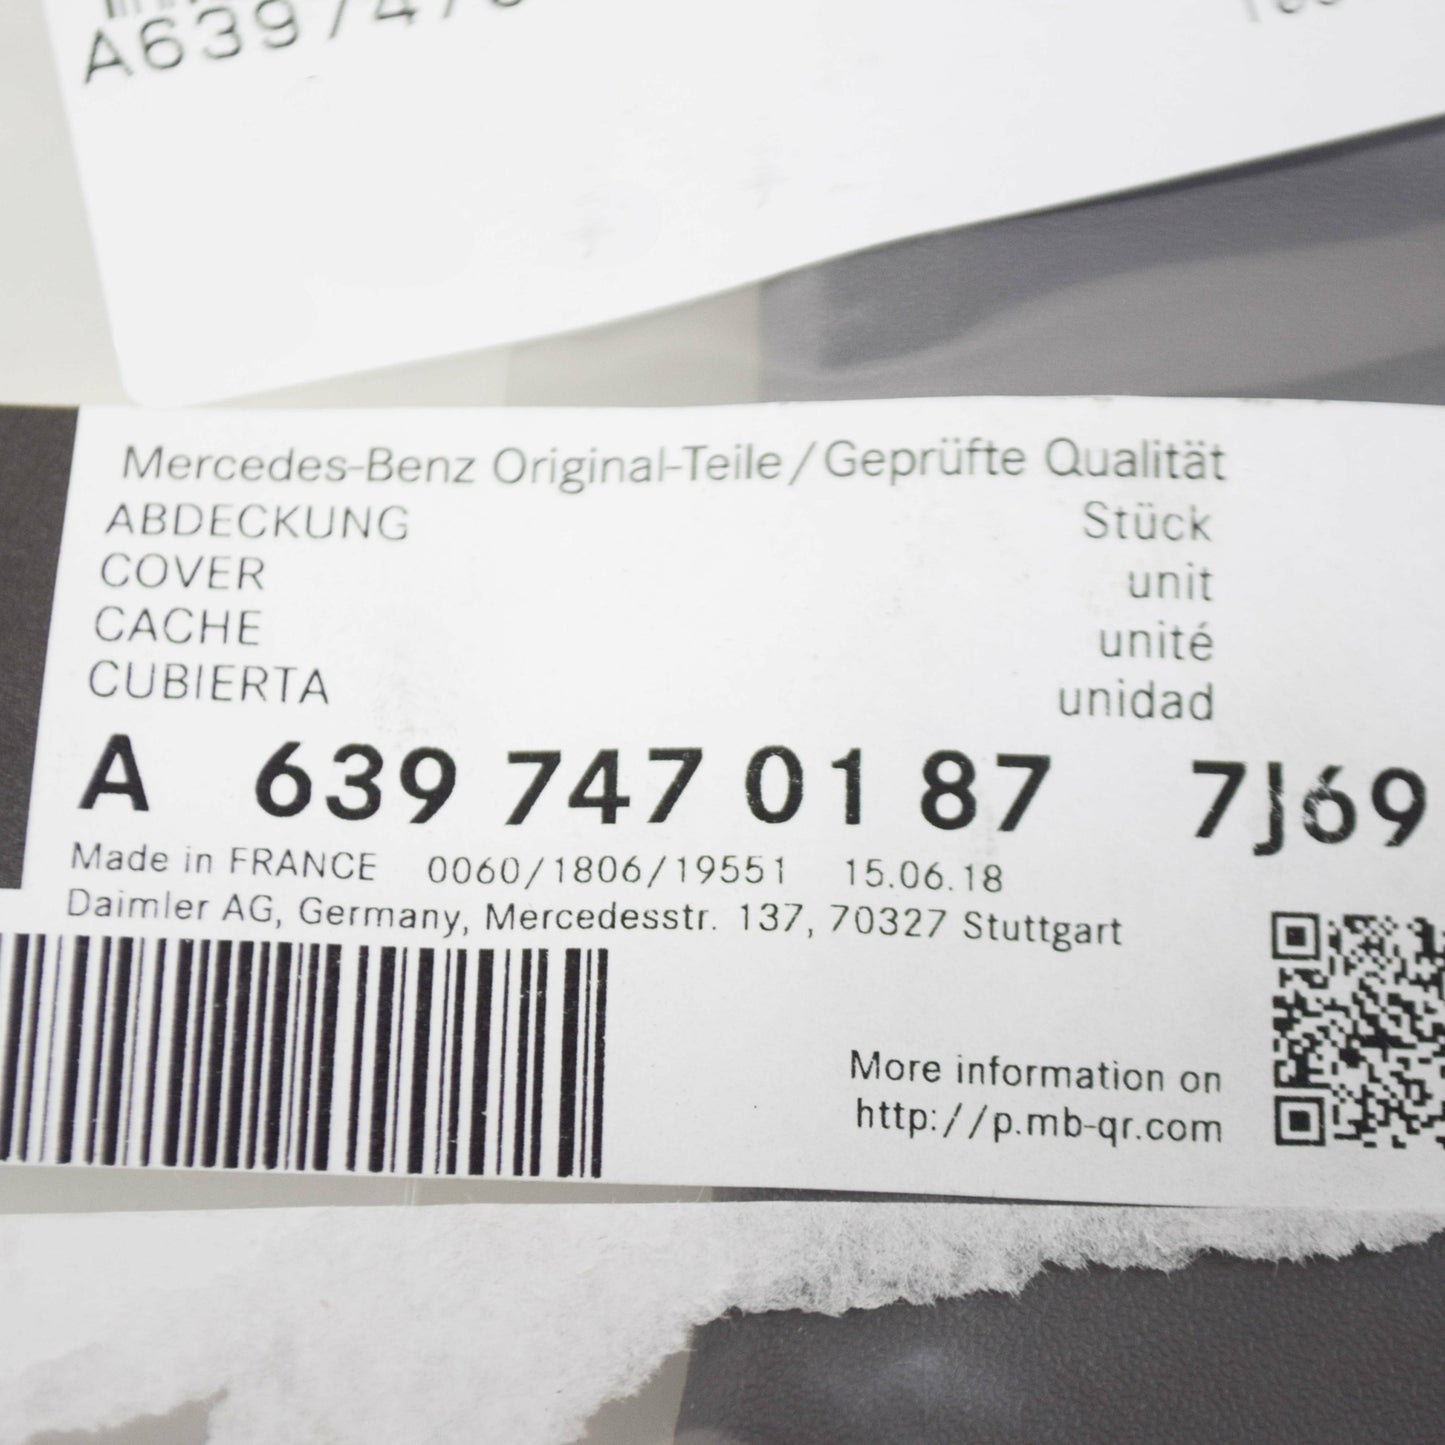 A639747
Mercedes-Benz Original-Teile/Geprüfte Qualität
ABDECKUNG Stück
COVER unit
CACHE unité
CUBIERTA unidad
A 639 747 01 87 7J69
Made in FRANCE 0060/1806/19551 15.06.18
Daimler AG, Germany, Mercedesstr. 137, 70327 Stuttgart
More information on
http://p.mb-qr.com